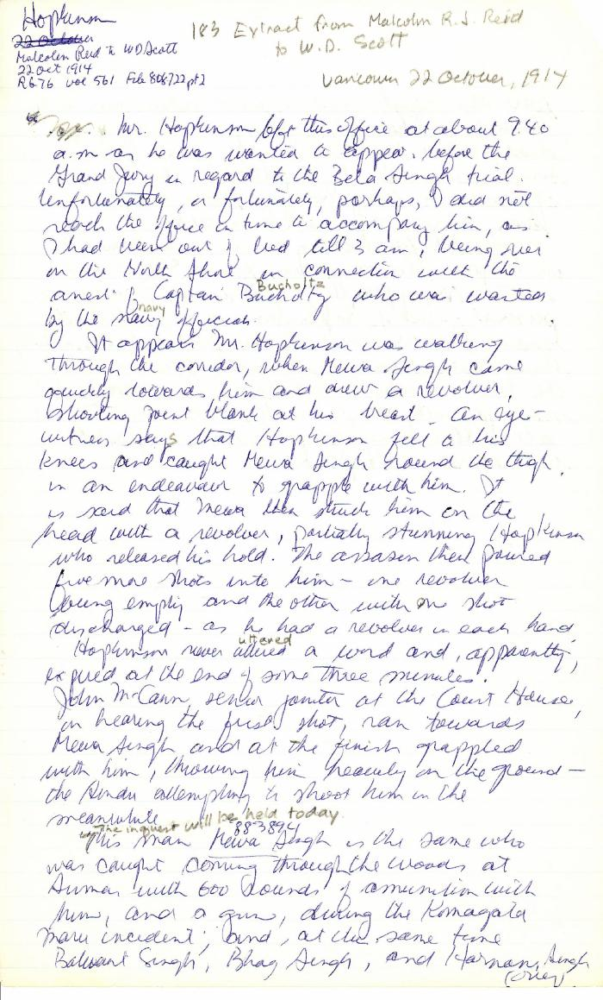 Hopkinson
22 October
Malcolm Reid to WD Scott
22 Oct 1914
RG76 vol 561 File 808722 pt 2
183 Extract from Malcolm R.J. Reid
to W.D. Scott
Vancouver 22 October, 1914
Mr. Hopkinson left this office at about 9.40
a.m as he was wanted to appear before the
Grand Jury in regard to the Bela Singh trial.
Unfortunately, or fortunately, perhaps, I did not
reach the office in time to accompany him, as
I had been out of bed till 3 am, being over
on the North Shore in connection with the
Bucholtz
arrest of Captain Bucholtz who was wanted
navy
by the navy officials.
It appears Mr. Hopkinson was walking
through the corridor, when Mewa Singh came
quickly towards him and drew a revolver,
shooting point blank at his breast - an eye-
witness says that Hopkinson fell to his
knees and caught Mewa Singh around the thigh
in an endeavour to grapple with him. It
is said that Mewa then struck him on the
head with a revolver, partially stunning Hopkinson
who released his hold. The assassin then poured
five more shots into him - one revolver
being empty and the other with one shot
discharged - as he had a revolver in each hand
uttered
Hopkinson never uttered a word and, apparently,
expired at the end of some three minutes.
John McCann, senior janitor at the Court House,
on hearing the first shot, ran towards
Mewa Singh and at the finish grappled
with him, throwing him heavily on the ground -
the Hindu attempting to shoot him in the
meanwhile
The inquest will be held today.
883894
This man Mewa Singh is the same who
was caught coming through the woods at
Sumas with 600 rounds of amunition with
him, and a gun, during the Komagata
Maru incident; and, at the same time
Balwant Singh, Bhag Singh, and Harnan Singh
(over)